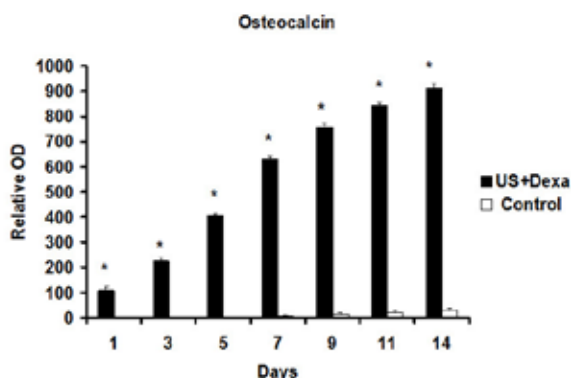 Osteocalcin
Relative OD
1000
900
800
700
600
500
400
300
200
100
0
* * * * * * *
1 3 5 7 9 11 14
Days
US+Dexa
Control